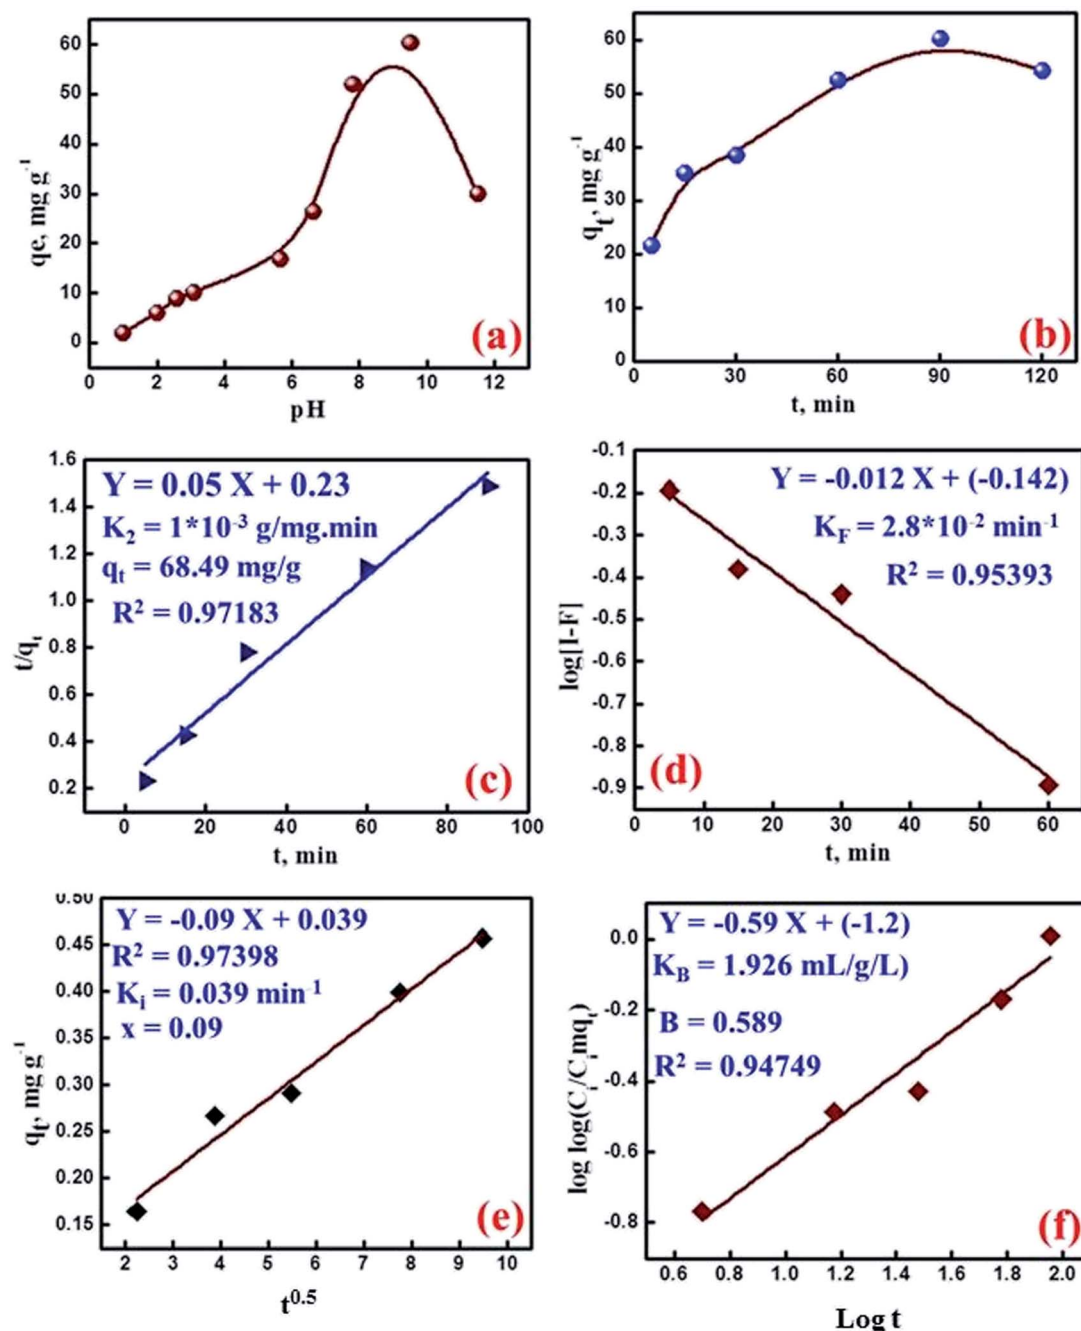 60
50
40
30
20
10
0
qe, mg g-1
0 2 4 6 8 10 12
pH
(a)
60
50
40
30
20
10
0
qt, mg g-1
0 30 60 90 120
t, min
(b)
1.6
1.4
1.2
1.0
0.8
0.6
0.4
0.2
t/qt
Y = 0.05 X + 0.23
K2 = 1*10-3 g/mg.min
qt = 68.49 mg/g
R2 = 0.97183
(c)
0 20 40 60 80 100
t, min
-0.1
-0.2
-0.3
-0.4
-0.5
-0.6
-0.7
-0.8
-0.9
log[I-F]
Y = -0.012 X + (-0.142)
KF = 2.8*10-2 min-1
R2 = 0.95393
(d)
0 10 20 30 40 50 60
t, min
0.50
0.45
0.40
0.35
0.30
0.25
0.20
0.15
qt, mg g-1
Y = -0.09 X + 0.039
R2 = 0.97398
Ki = 0.039 min-1
x = 0.09
(e)
2 3 4 5 6 7 8 9 10
t0.5
0.0
-0.2
-0.4
-0.6
-0.8
log log(Ci/Cimqt)
Y = -0.59 X + (-1.2)
KB = 1.926 mL/g/L)
B = 0.589
R2 = 0.94749
(f)
0.6 0.8 1.0 1.2 1.4 1.6 1.8 2.0
Log t